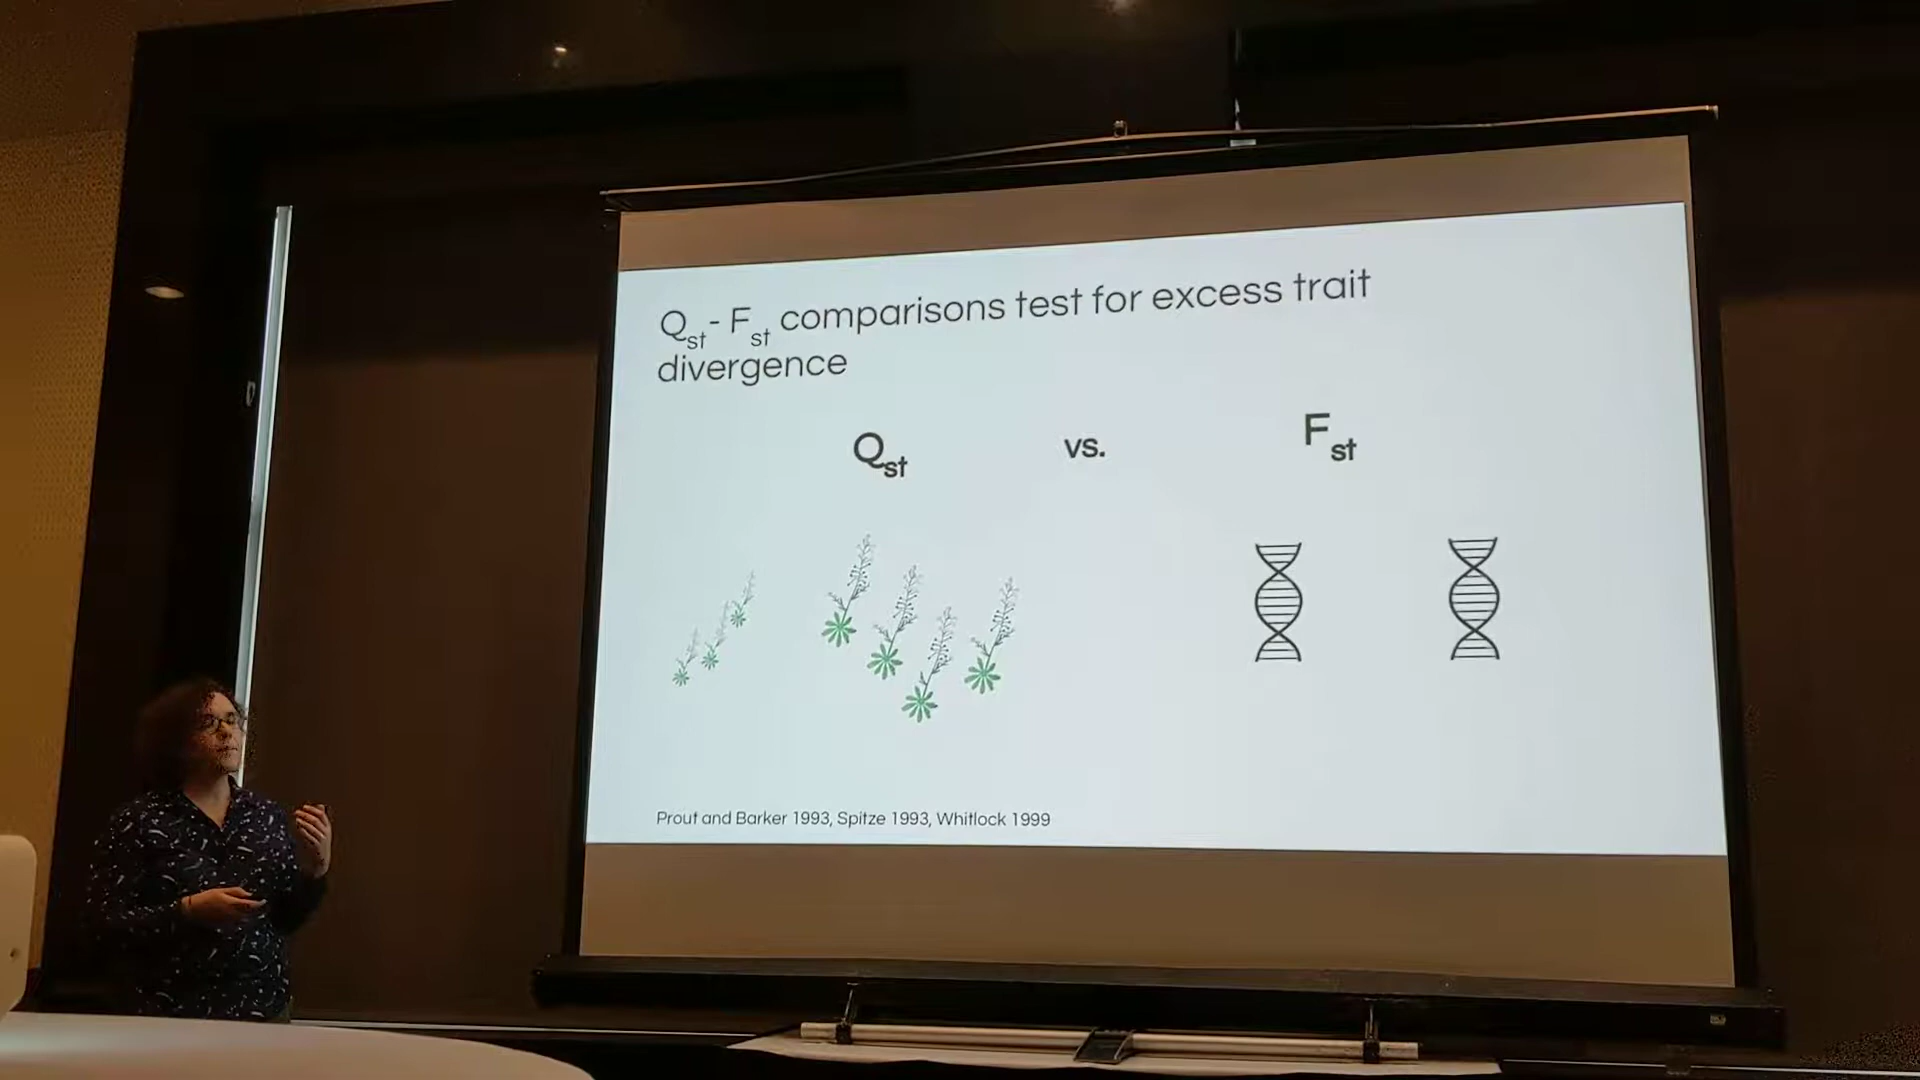 Qst - Fst comparisons test for excess trait
divergence
Qst vs. Fst
Prout and Barker 1993, Spitze 1993, Whitlock 1999